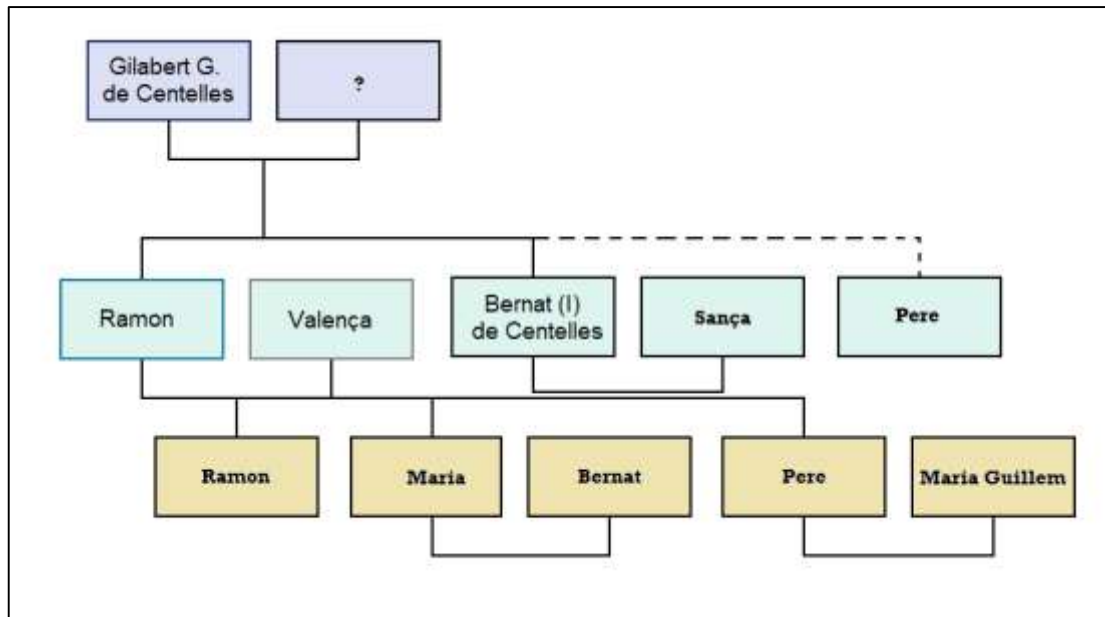 Gilabert G.
de Centelles
?
Ramon
Valença
Bernat (I)
de Centelles
Sança
Pere
Ramon
Maria
Bernat
Pere
Maria Guillem